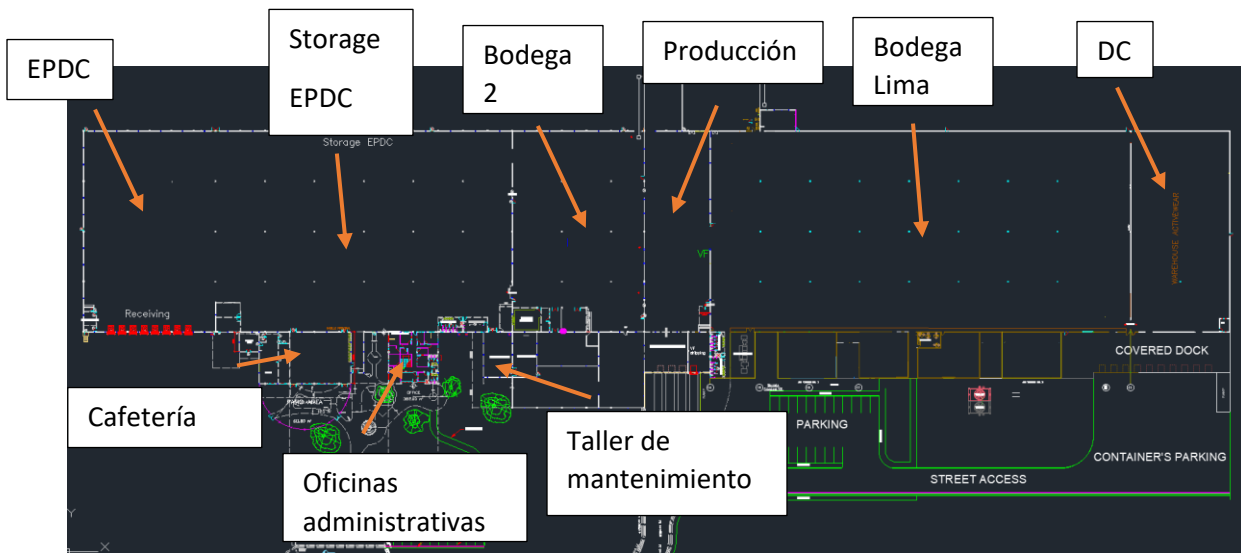 EPDC
Storage
EPDC
Bodega
2
Producción
Bodega
Lima
DC
Storage EPDC
WAREHOUSE ACTIVEWEAR
VF
Receiving
COVERED DOCK
Cafetería
Oficinas
administrativas
Taller de
mantenimiento
PARKING
CONTAINER'S PARKING
STREET ACCESS
Y
X